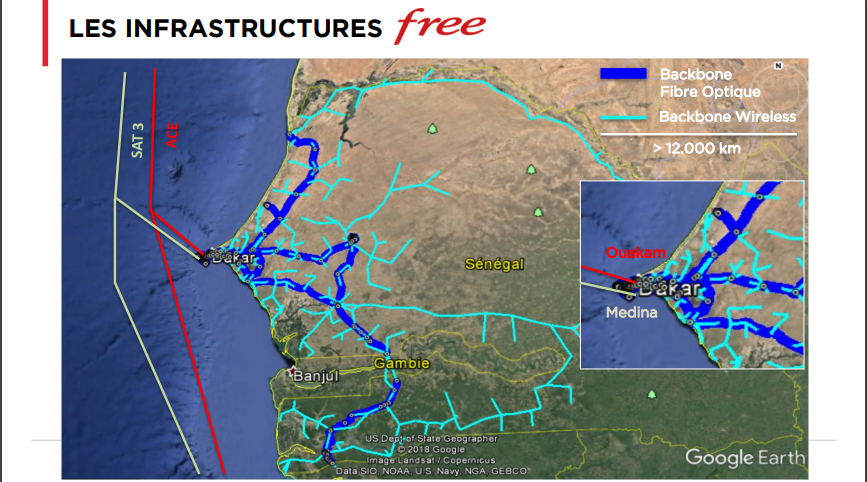 LES INFRASTRUCTURES free
N
Backbone
Fibre Optique
Backbone Wireless
> 12.000 km
SAT 3
ACE
Dakar
Sénégal
Ouakam
Dakar
Medina
Gambie
Banjul
US Dept of State Geographer
© 2018 Google
Image Landsat / Copernicus
Data SIO, NOAA, U.S. Navy, NGA, GEBCO
Google Earth